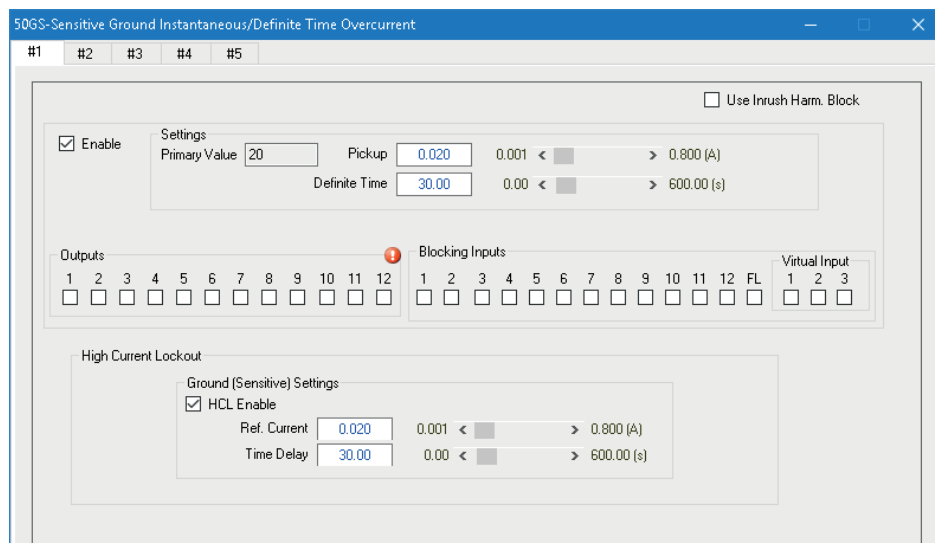 50GS-Sensitive Ground Instantaneous/Definite Time Overcurrent
#1 #2 #3 #4 #5
Use Inrush Harm. Block
Enable
Settings
Primary Value 20 Pickup 0.020 0.001 < > 0.800 (A)
Definite Time 30.00 0.00 < > 600.00 (s)
Outputs
1 2 3 4 5 6 7 8 9 10 11 12
Blocking Inputs
1 2 3 4 5 6 7 8 9 10 11 12 FL
Virtual Input
1 2 3
High Current Lockout
Ground (Sensitive) Settings
HCL Enable
Ref. Current 0.020 0.001 < > 0.800 (A)
Time Delay 30.00 0.00 < > 600.00 (s)